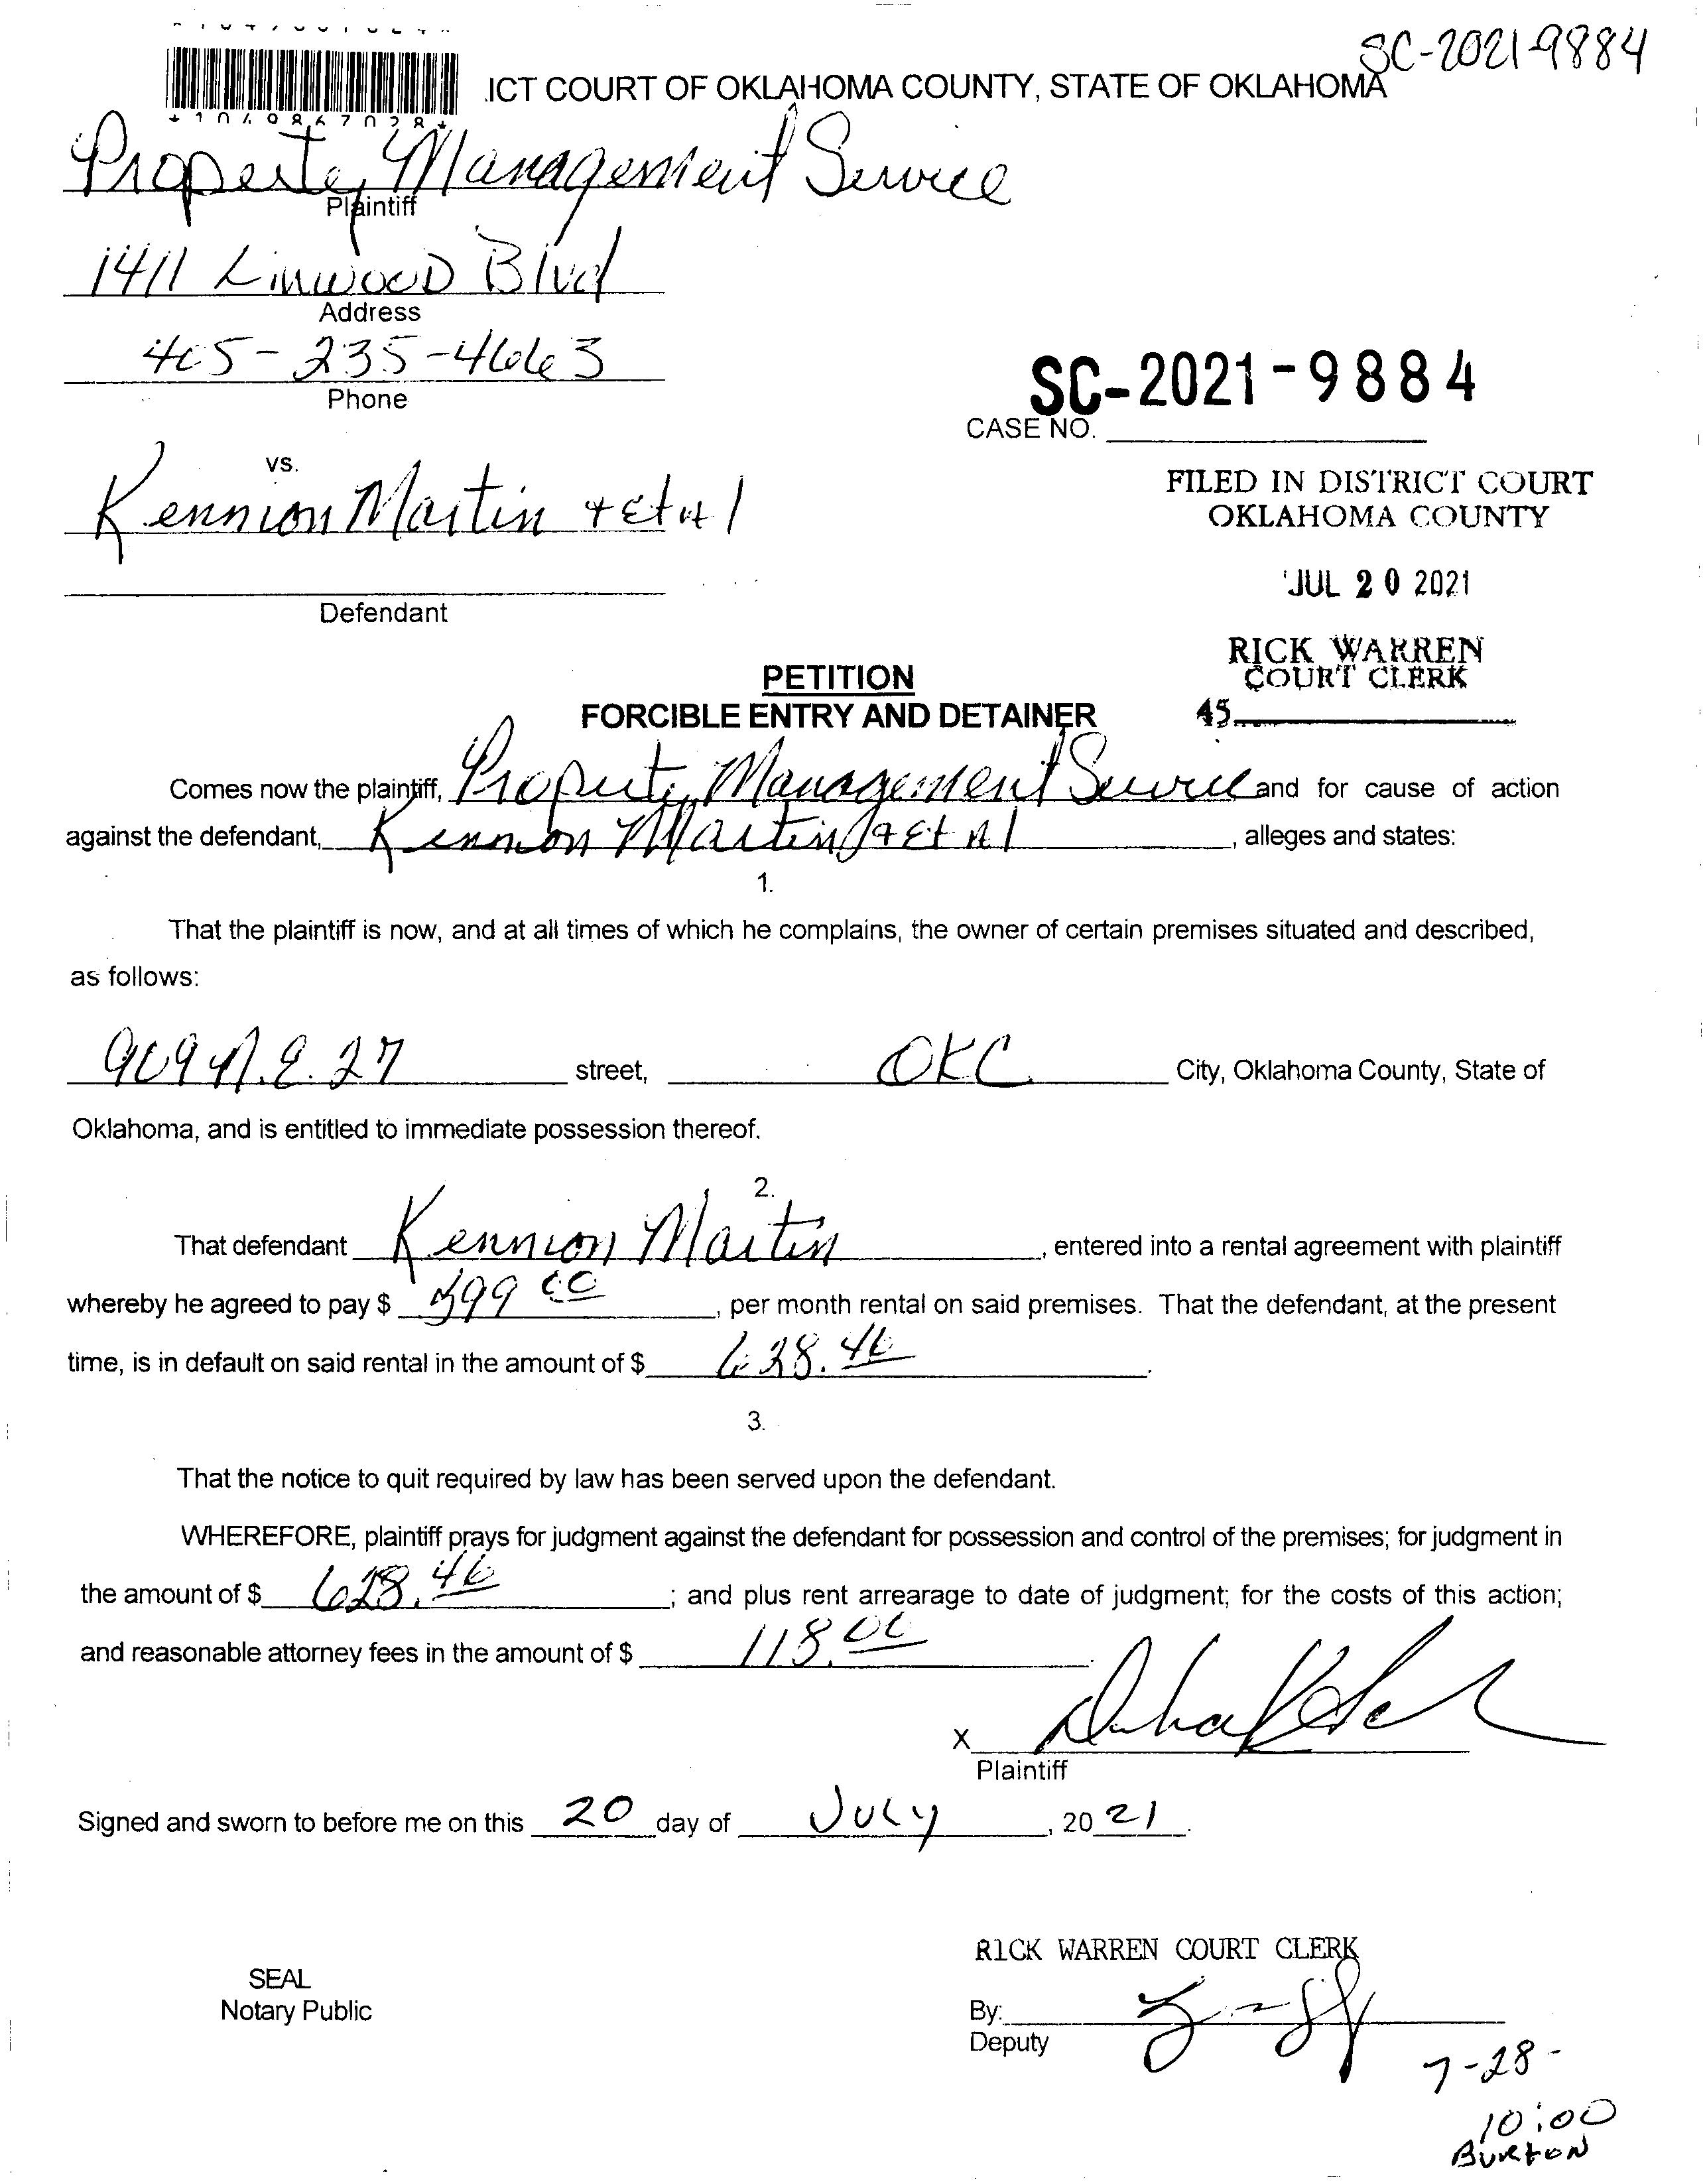 SC-2021-9884
ICT COURT OF OKLAHOMA COUNTY, STATE OF OKLAHOMA
Property Management Service
Plaintiff
1411 Linwood Blvd
Address
405-235-4663
Phone
SC-2021-9884
CASE NO.
vs.
Kennion Martin + Et Al
FILED IN DISTRICT COURT
OKLAHOMA COUNTY
JUL 20 2021
Defendant
RICK WARREN
COURT CLERK
45
PETITION
FORCIBLE ENTRY AND DETAINER
Comes now the plaintiff, Property Management Service and for cause of action
against the defendant, Kennion Martin + Et Al, alleges and states:
1.
That the plaintiff is now, and at all times of which he complains, the owner of certain premises situated and described,
as follows:
909 N.E. 27 street, OKC City, Oklahoma County, State of
Oklahoma, and is entitled to immediate possession thereof.
2.
That defendant Kennion Martin, entered into a rental agreement with plaintiff
whereby he agreed to pay $ 99 00, per month rental on said premises. That the defendant, at the present
time, is in default on said rental in the amount of $ 628.46.
3.
That the notice to quit required by law has been served upon the defendant.
WHEREFORE, plaintiff prays for judgment against the defendant for possession and control of the premises; for judgment in
the amount of $ 628.46; and plus rent arrearage to date of judgment; for the costs of this action;
and reasonable attorney fees in the amount of $ 118.00.
X
Plaintiff
Signed and sworn to before me on this 20 day of July, 20 21.
RICK WARREN COURT CLERK
SEAL
Notary Public
By:
Deputy
7-28-
10:00
Burton